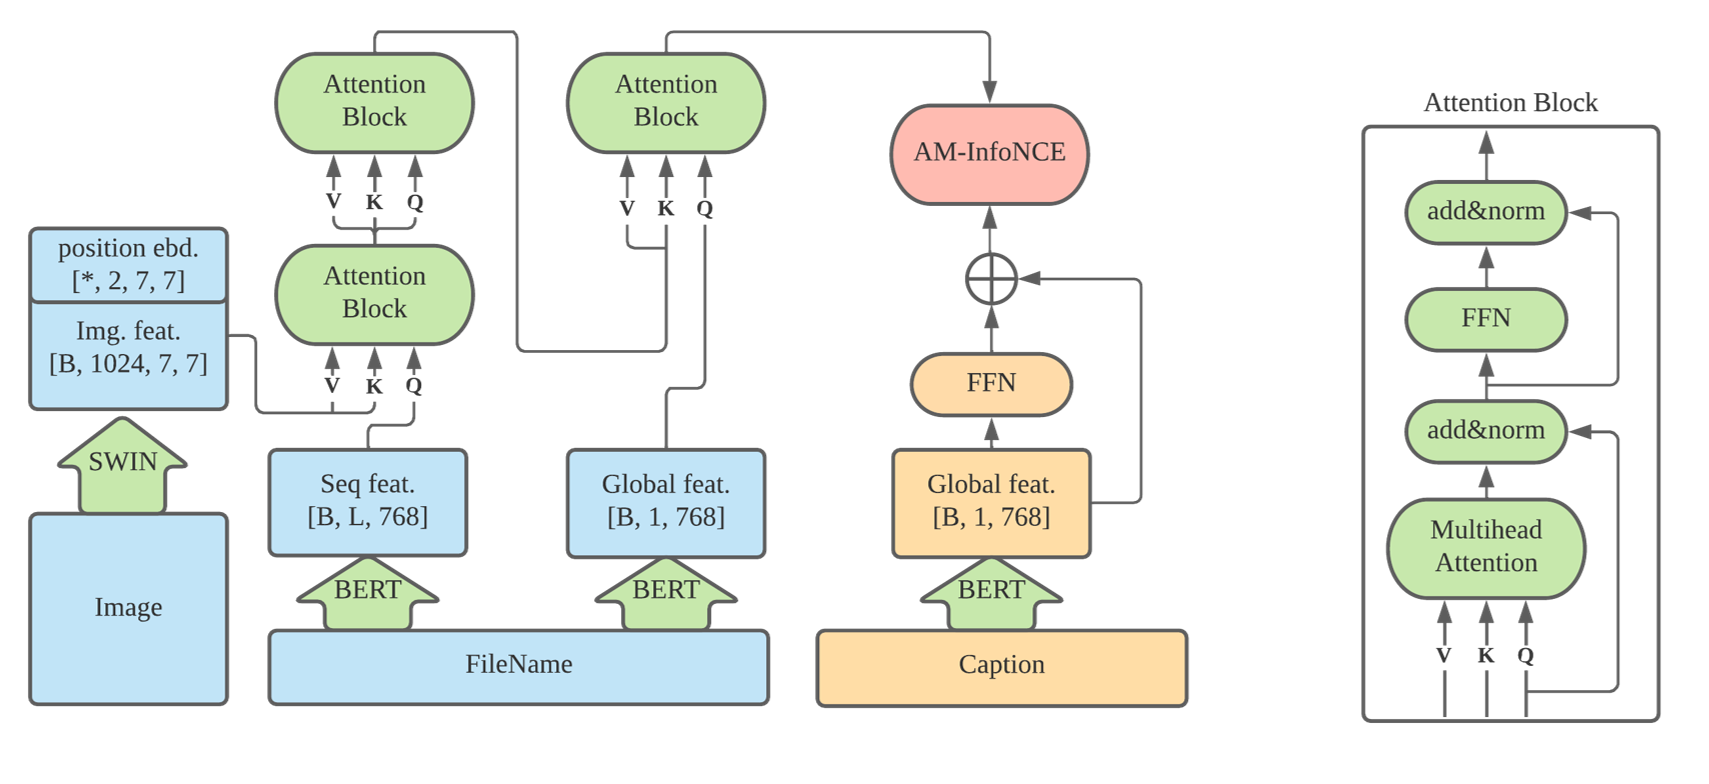 Attention
Block
V
K
Q
Attention
Block
V
K
Q
position ebd.
[*, 2, 7, 7]
Img. feat.
[B, 1024, 7, 7]
SWIN
Image
Seq feat.
[B, L, 768]
BERT
Attention
Block
V
K
Q
Global feat.
[B, 1, 768]
BERT
FileName
AM-InfoNCE
FFN
Global feat.
[B, 1, 768]
BERT
Caption
Attention Block
add&norm
FFN
add&norm
Multihead
Attention
V
K
Q